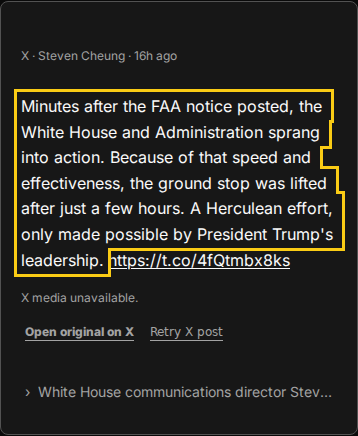 X · Steven Cheung · 16h ago
Minutes after the FAA notice posted, the
White House and Administration sprang
into action. Because of that speed and
effectiveness, the ground stop was lifted
after just a few hours. A Herculean effort,
only made possible by President Trump's
leadership. https://t.co/4fQtmbx8ks
X media unavailable.
Open original on X Retry X post
› White House communications director Stev...